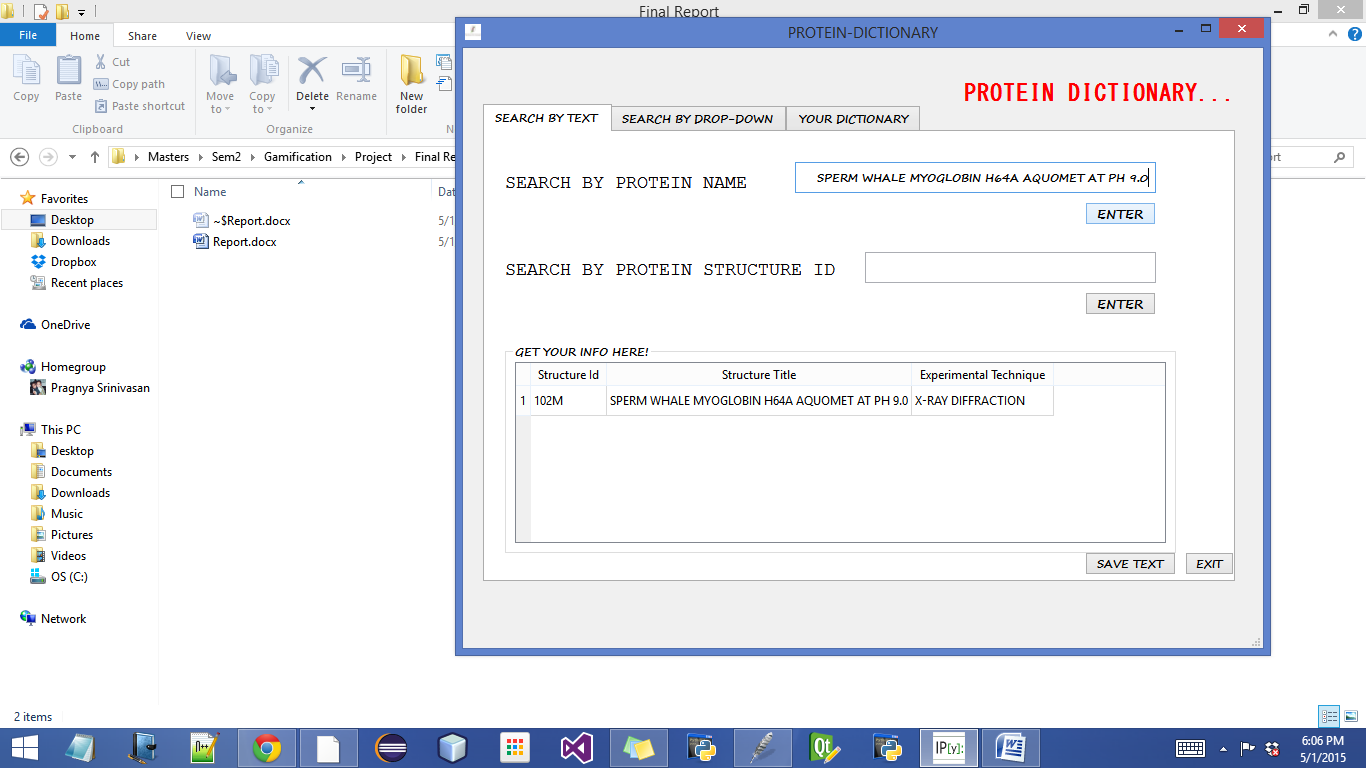 Final Report
File Home Share View
Copy Paste Cut Copy path Paste shortcut Move to Copy to Delete Rename New folder
Clipboard Organize
Masters Sem2 Gamification Project Final Re
Favorites
Desktop
Downloads
Dropbox
Recent places
OneDrive
Homegroup
Pragnya Srinivasan
This PC
Desktop
Documents
Downloads
Music
Pictures
Videos
OS (C:)
Network
Name Dat
~$Report.docx 5/1
Report.docx 5/1
2 items
PROTEIN-DICTIONARY
PROTEIN DICTIONARY...
SEARCH BY TEXT SEARCH BY DROP-DOWN YOUR DICTIONARY
SEARCH BY PROTEIN NAME SPERM WHALE MYOGLOBIN H64A AQUOMET AT PH 9.0
ENTER
SEARCH BY PROTEIN STRUCTURE ID
ENTER
GET YOUR INFO HERE!
Structure Id Structure Title Experimental Technique
1 102M SPERM WHALE MYOGLOBIN H64A AQUOMET AT PH 9.0 X-RAY DIFFRACTION
SAVE TEXT EXIT
IP[y]:
6:06 PM
5/1/2015